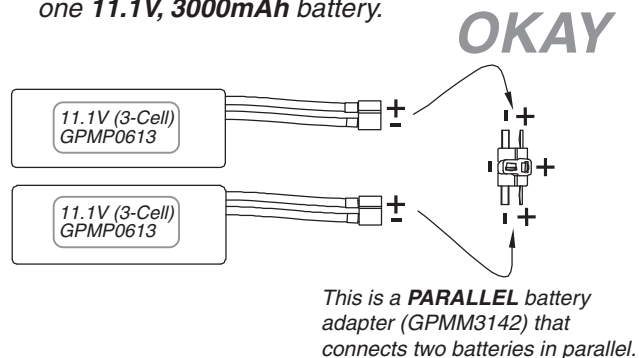 one 11.1V, 3000mAh battery.
OKAY
11.1V (3-Cell)
GPMP0613
+
-
- +
- +
11.1V (3-Cell)
GPMP0613
+
-
- +
This is a PARALLEL battery
adapter (GPMM3142) that
connects two batteries in parallel.